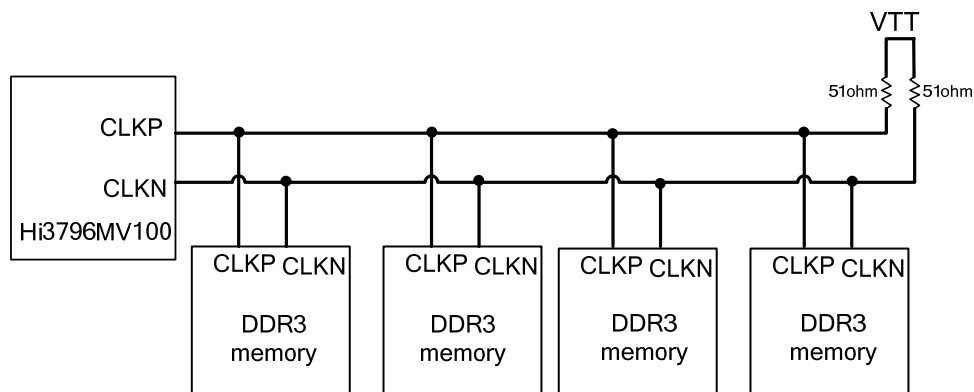 VTT
51ohm 51ohm
CLKP
CLKN
Hi3796MV100
CLKP CLKN CLKP CLKN CLKP CLKN CLKP CLKN
DDR3 DDR3 DDR3 DDR3
memory memory memory memory